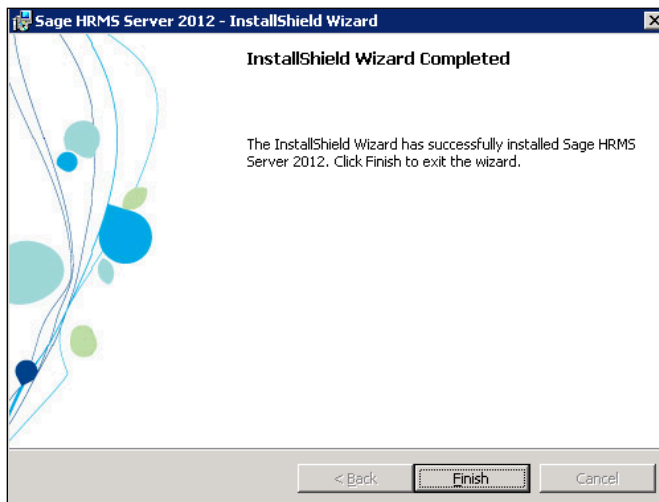 Sage HRMS Server 2012 - InstallShield Wizard
InstallShield Wizard Completed
The InstallShield Wizard has successfully installed Sage HRMS
Server 2012. Click Finish to exit the wizard.
< Back
Finish
Cancel